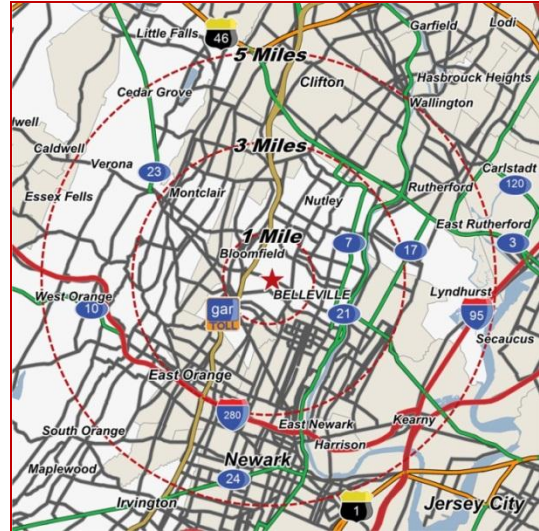 Little Falls
46
Garfield
Lodi
5 Miles
Clifton
Hasbrouck Heights
Cedar Grove
Wallington
dwell
Caldwell
3 Miles
Verona
23
Carlstadt
120
Essex Fells
Montclair
Nutley
Rutherford
1 Mile
Bloomfield
7
17
East Rutherford
3
BELLEVILLE
Lyndhurst
West Orange
10
gar
TOLL
21
95
Secaucus
East Orange
280
East Newark
Kearny
South Orange
Harrison
Maplewood
Newark
24
Irvington
1
Jersey City